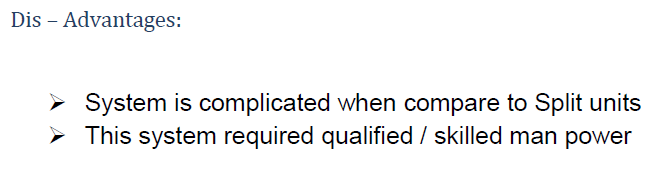 Dis – Advantages:
➢ System is complicated when compare to Split units
➢ This system required qualified / skilled man power